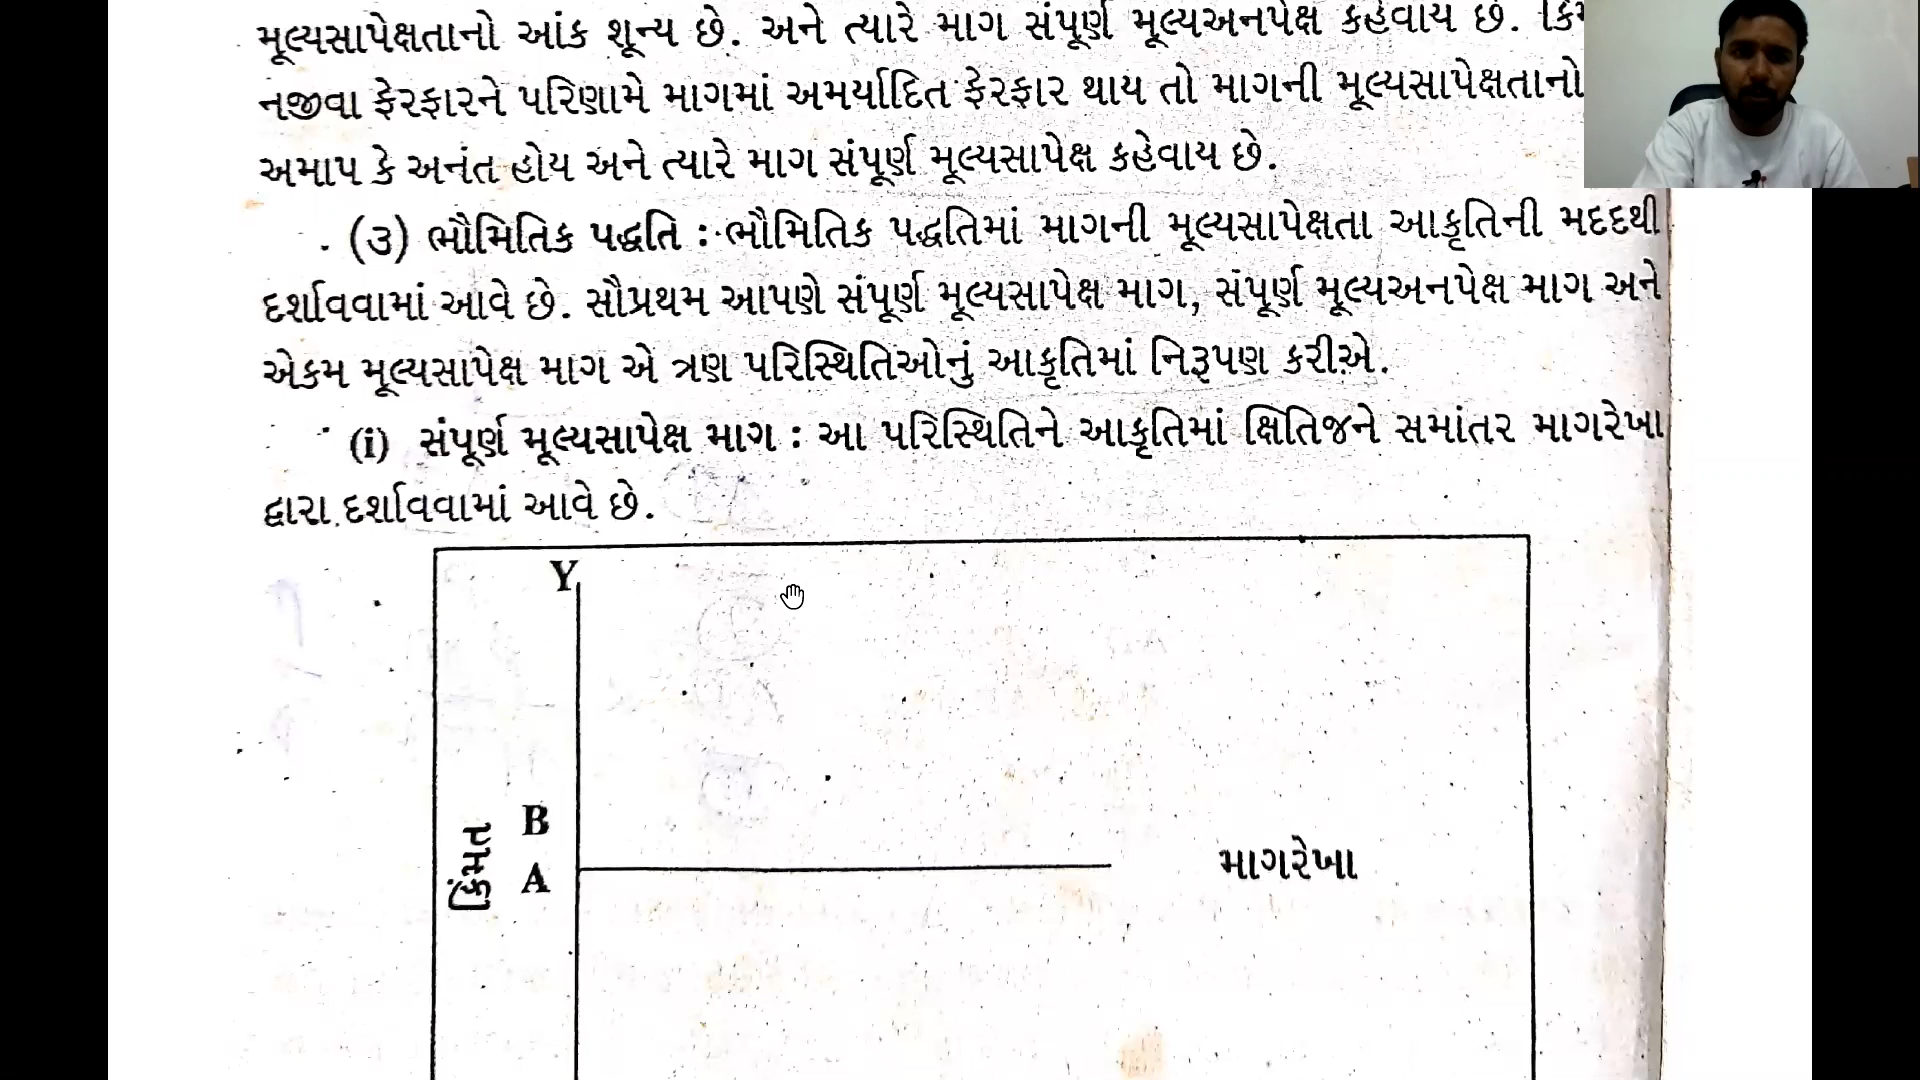 મૂલ્યસાપેક્ષતાનો આંક શૂન્ય છે. અને ત્યારે માગ સંપૂર્ણ મૂલ્યઅનપેક્ષ કહેવાય છે.
નજીવા ફેરફારને પરિણામે માગમાં અમર્યાદિત ફેરફાર થાય તો માગની મૂલ્યસાપેક્ષતાનો
અમાપ કે અનંત હોય અને ત્યારે માગ સંપૂર્ણ મૂલ્યસાપેક્ષ કહેવાય છે.
(૩) ભૌમિતિક પદ્ધતિ : ભૌમિતિક પદ્ધતિમાં માગની મૂલ્યસાપેક્ષતા આકૃતિની મદદથી
દર્શાવવામાં આવે છે. સૌપ્રથમ આપણે સંપૂર્ણ મૂલ્યસાપેક્ષ માગ, સંપૂર્ણ મૂલ્યઅનપેક્ષ માગ અને
એકમ મૂલ્યસાપેક્ષ માગ એ ત્રણ પરિસ્થિતિઓનું આકૃતિમાં નિરૂપણ કરીએ.
(i) સંપૂર્ણ મૂલ્યસાપેક્ષ માગ : આ પરિસ્થિતિને આકૃતિમાં ક્ષિતિજને સમાંતર માગરેખા
દ્વારા દર્શાવવામાં આવે છે.
Y
B
કિંમત
A
માગરેખા